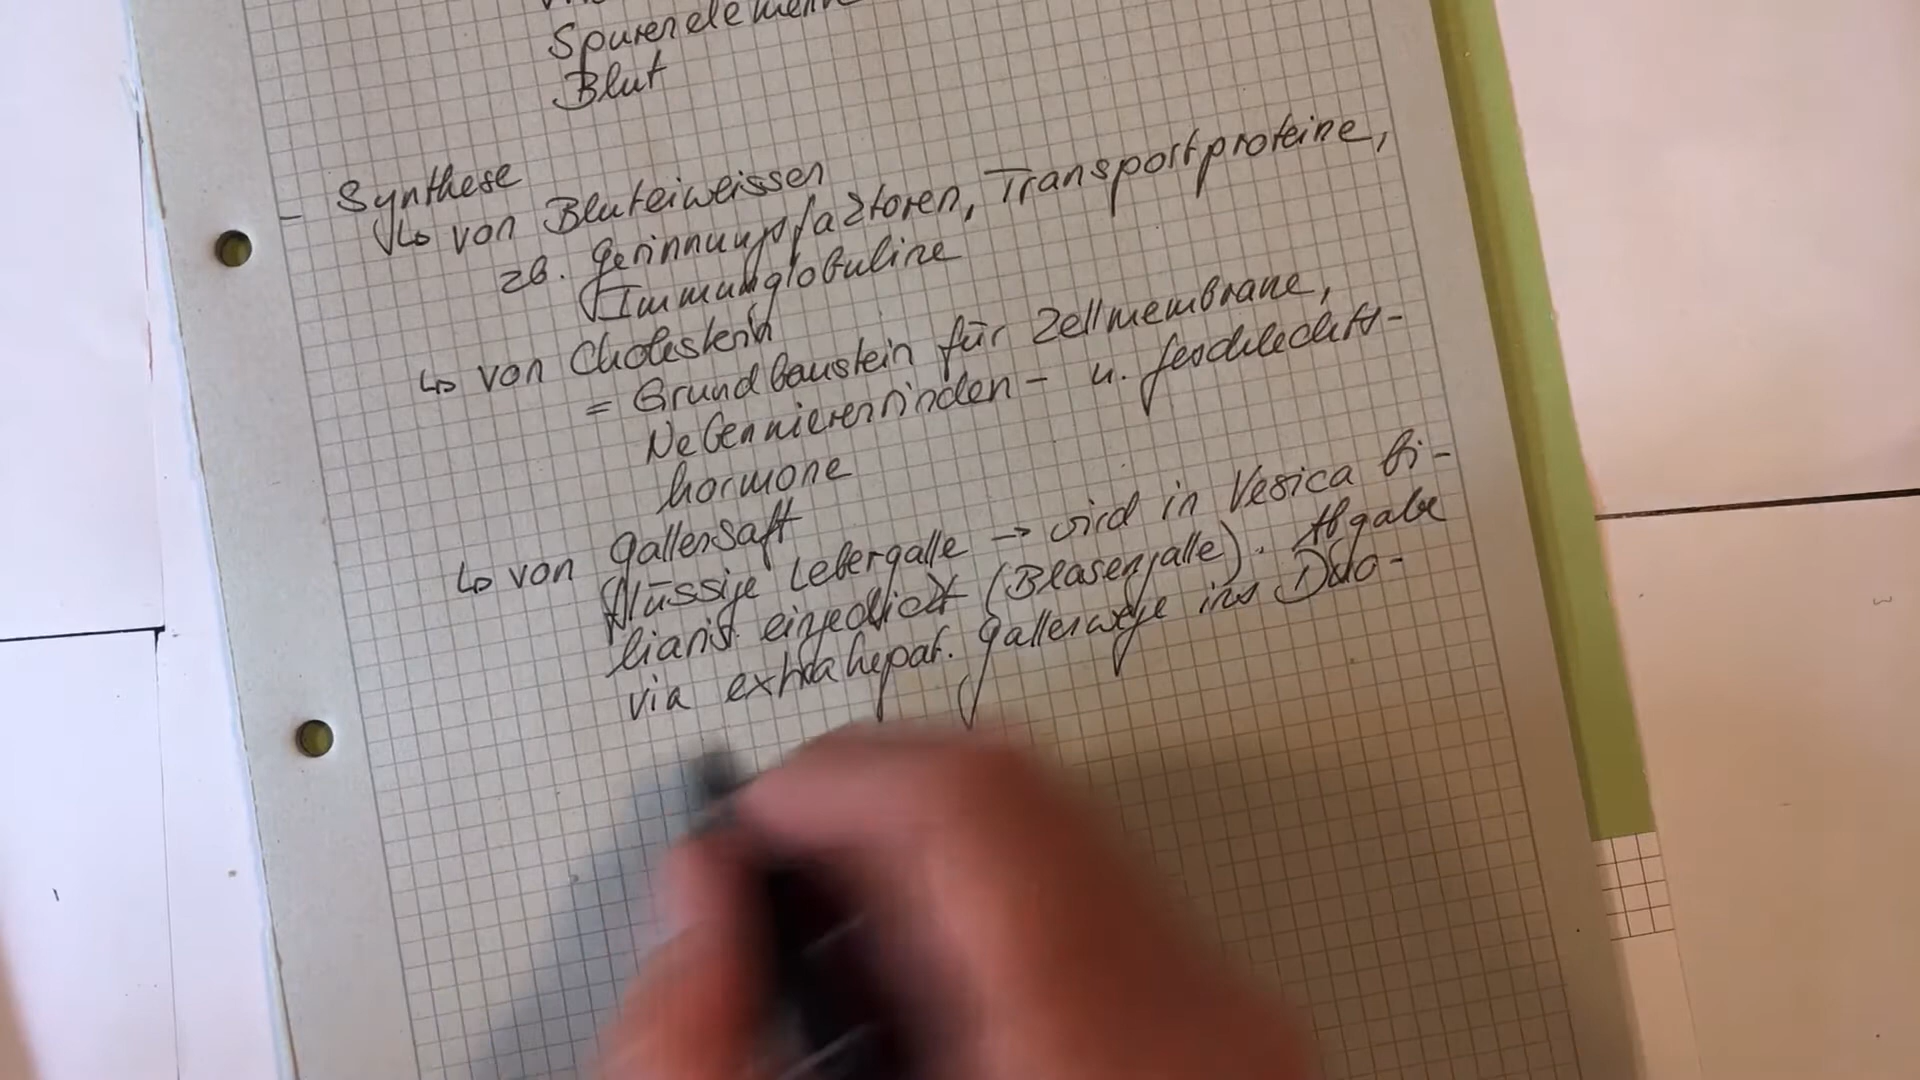 Spurenelemen
Blut
- Synthese
↳ von Bluteiweissen
zB. Gerinnungsfaktoren, Transportproteine,
Immunglobuline
↳ von Cholesterin
= Grundbaustein für Zellmembrane,
Nebennierenrinden- u. Geschlechts-
hormone
↳ von Gallensaft
flüssige Lebergalle → wird in Vesica bi-
liaris eingedickt (Blasengalle). Abgabe
via extrahepat. Gallenwege ins Duo-